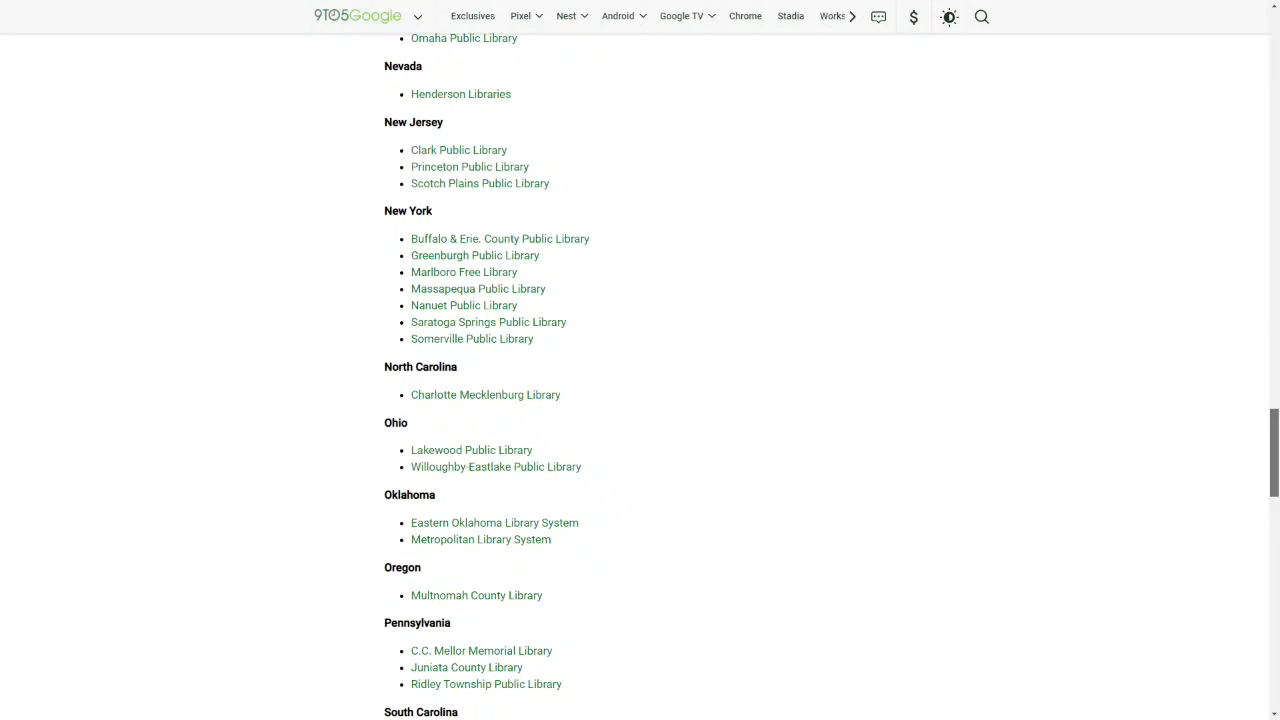 9TO5Google
Exclusives Pixel Nest Android Google TV Chrome Stadia Works
Omaha Public Library
Nevada
Henderson Libraries
New Jersey
Clark Public Library
Princeton Public Library
Scotch Plains Public Library
New York
Buffalo & Erie. County Public Library
Greenburgh Public Library
Marlboro Free Library
Massapequa Public Library
Nanuet Public Library
Saratoga Springs Public Library
Somerville Public Library
North Carolina
Charlotte Mecklenburg Library
Ohio
Lakewood Public Library
Willoughby-Eastlake Public Library
Oklahoma
Eastern Oklahoma Library System
Metropolitan Library System
Oregon
Multnomah County Library
Pennsylvania
C.C. Mellor Memorial Library
Juniata County Library
Ridley Township Public Library
South Carolina